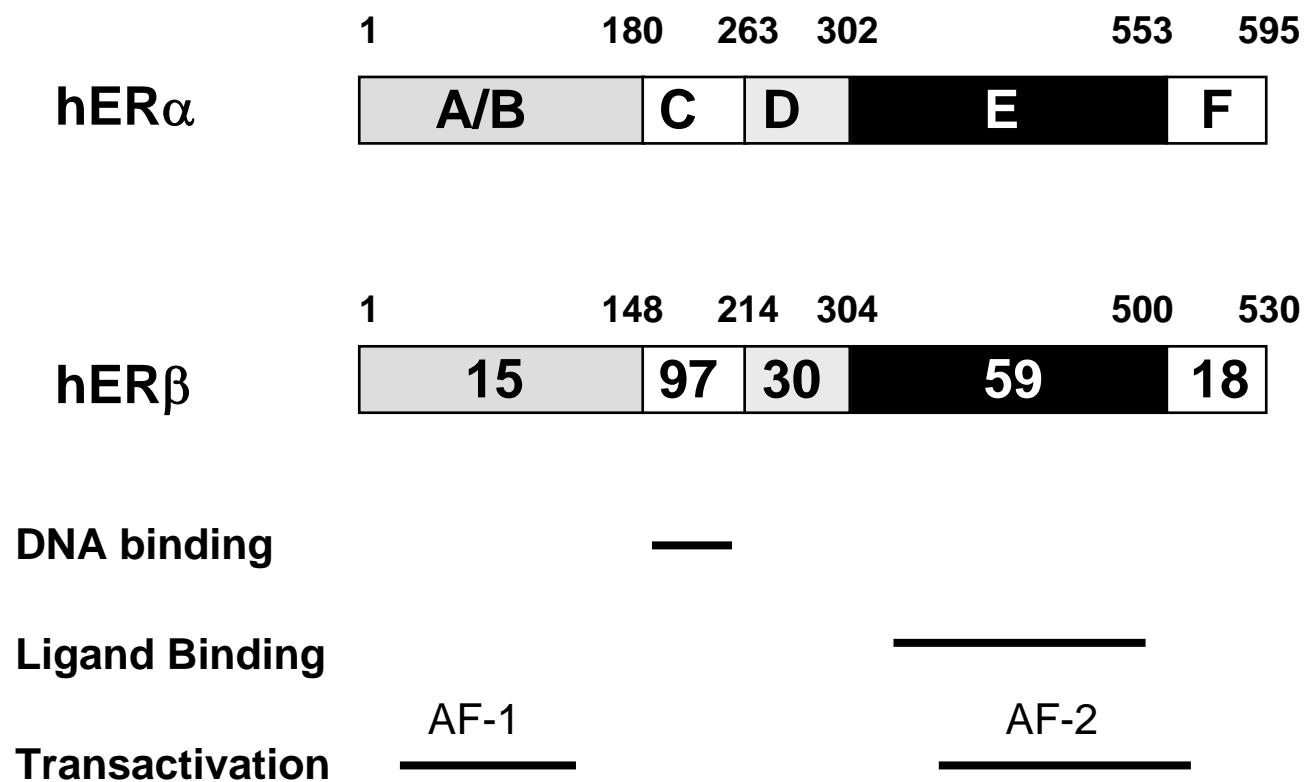 1 180 263 302 553 595
hERα A/B C D E F
1 148 214 304 500 530
hERβ 15 97 30 59 18
DNA binding
Ligand Binding
AF-1 AF-2
Transactivation